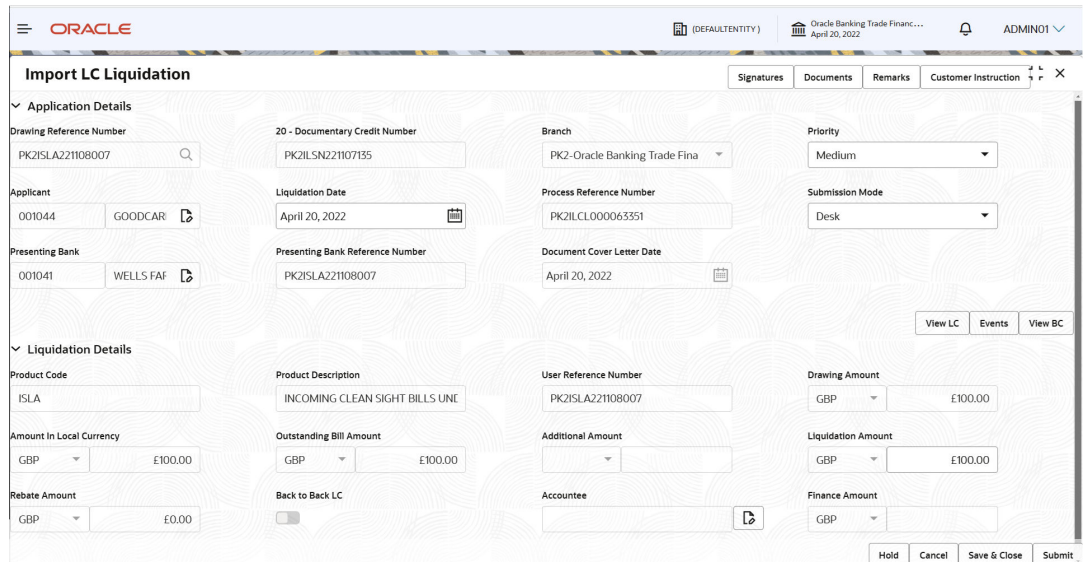 ORACLE
(DEFAULTENTITY)
Oracle Banking Trade Financ...
April 20, 2022
ADMIN01
Import LC Liquidation
Signatures
Documents
Remarks
Customer Instruction
Application Details
Drawing Reference Number
20 - Documentary Credit Number
Branch
Priority
PK2ISLA221108007
PK2ILSN221107135
PK2-Oracle Banking Trade Fina
Medium
Applicant
Liquidation Date
Process Reference Number
Submission Mode
001044
GOODCAR
April 20, 2022
PK2ILCL000063351
Desk
Presenting Bank
Presenting Bank Reference Number
Document Cover Letter Date
001041
WELLS FAR
PK2ISLA221108007
April 20, 2022
View LC
Events
View BC
Liquidation Details
Product Code
Product Description
User Reference Number
Drawing Amount
ISLA
INCOMING CLEAN SIGHT BILLS UNE
PK2ISLA221108007
GBP
£100.00
Amount In Local Currency
Outstanding Bill Amount
Additional Amount
Liquidation Amount
GBP
£100.00
GBP
£100.00
GBP
£100.00
Rebate Amount
Back to Back LC
Accountee
Finance Amount
GBP
£0.00
GBP
Hold
Cancel
Save & Close
Submit